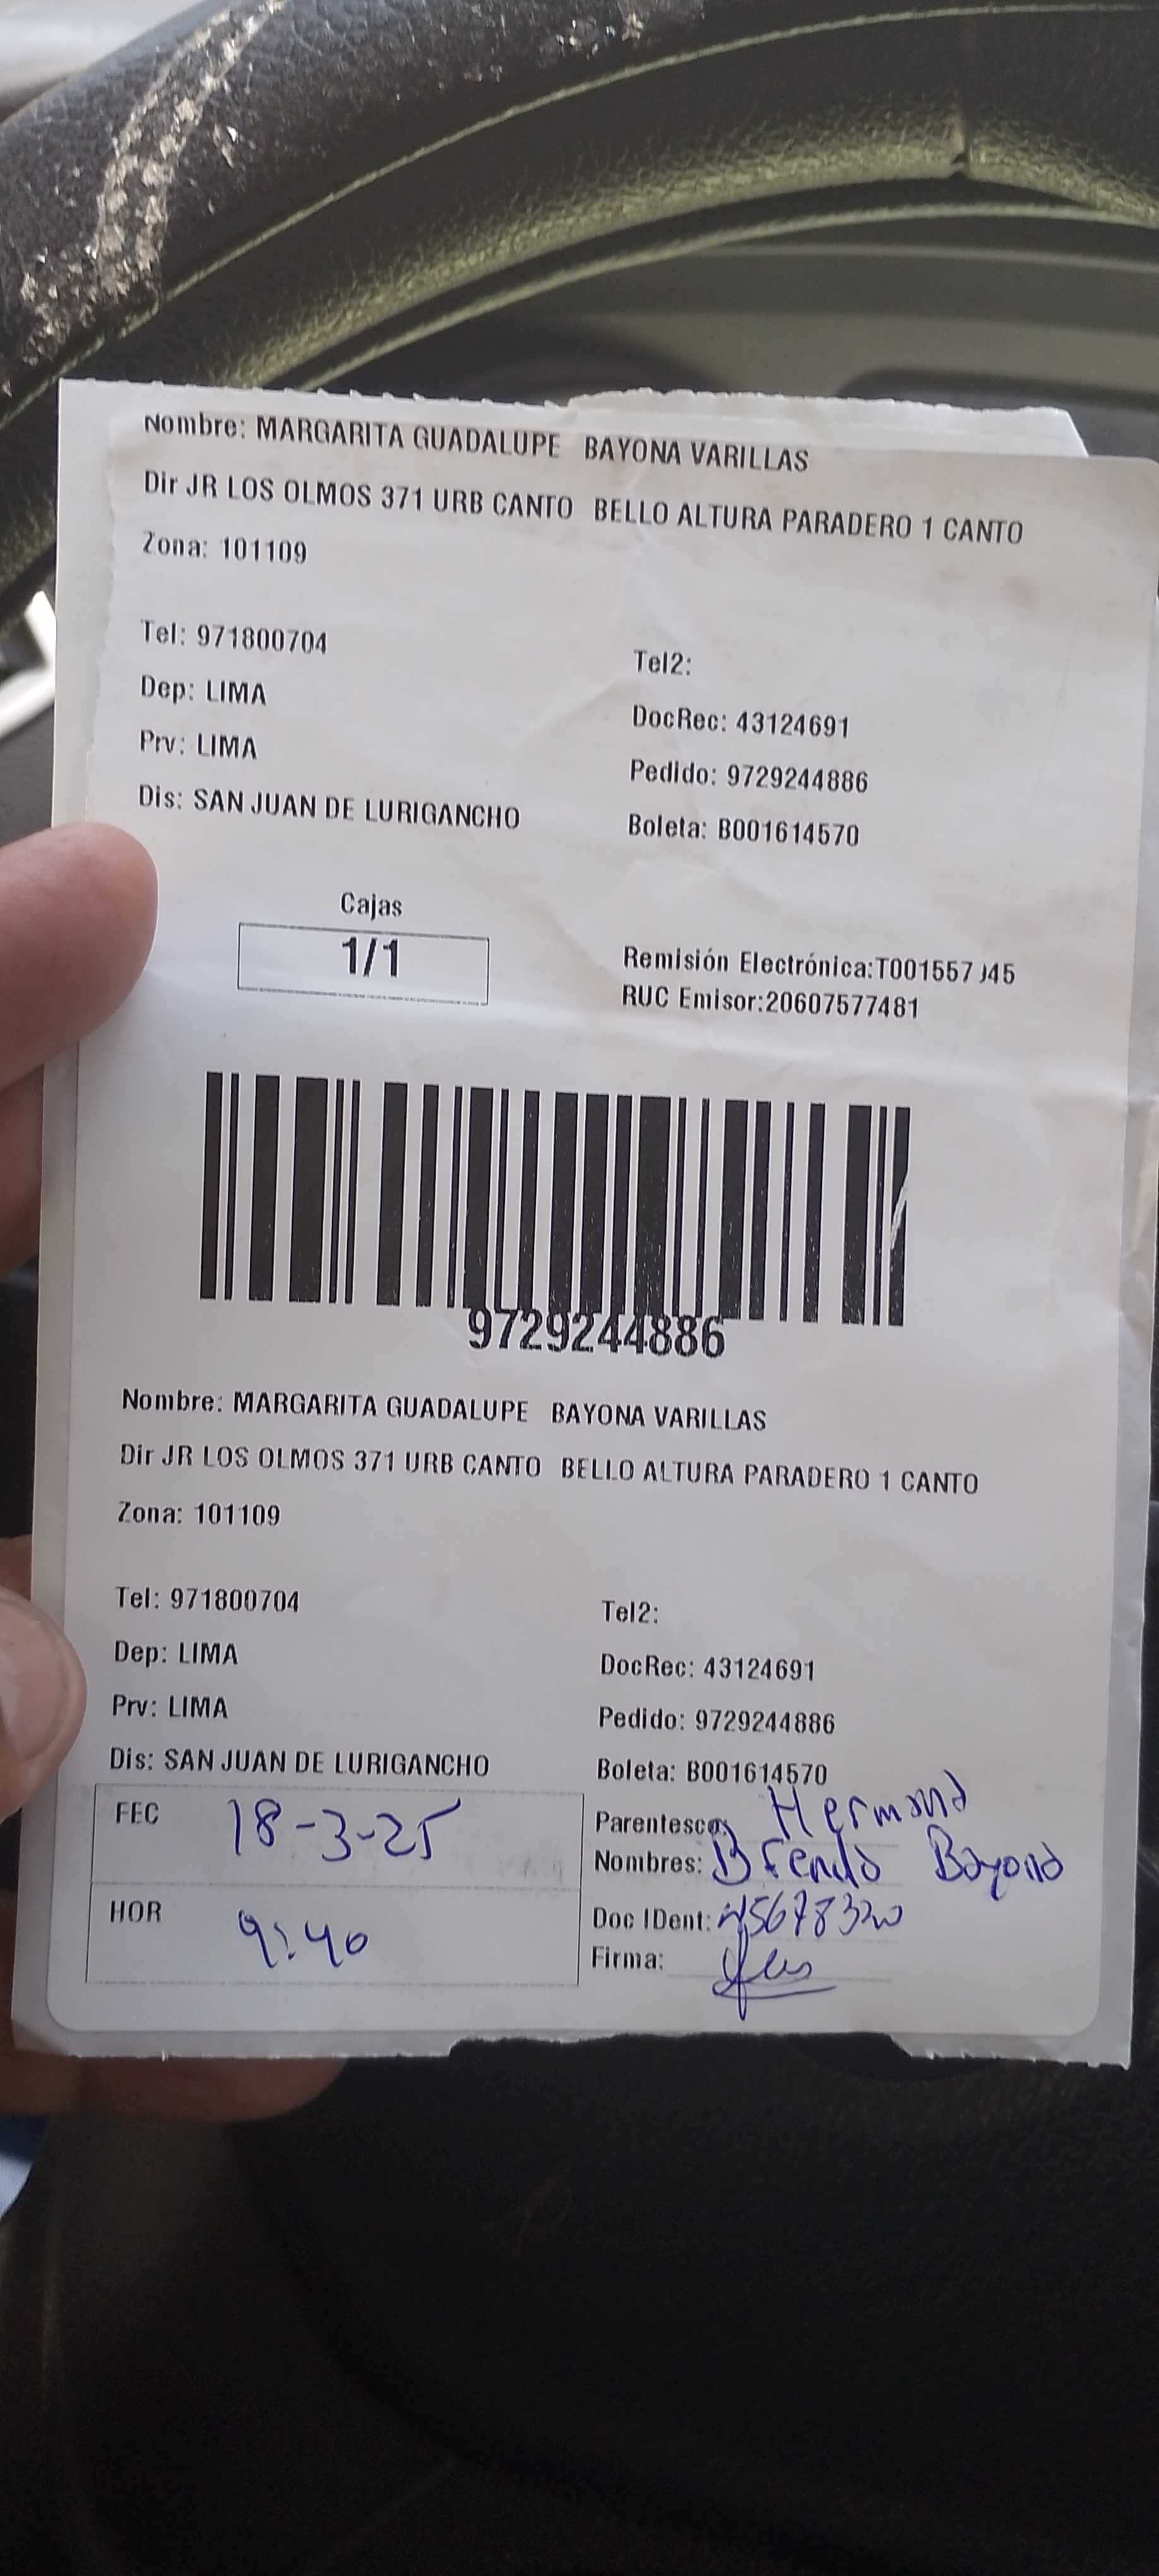 Nombre: MARGARITA GUADALUPE BAYONA VARILLAS
Dir JR LOS OLMOS 371 URB CANTO BELLO ALTURA PARADERO 1 CANTO
Zona: 101109
Tel: 971800704
Tel2:
Dep: LIMA
DocRec: 43124691
Prv: LIMA
Pedido: 9729244886
Dis: SAN JUAN DE LURIGANCHO
Boleta: B001614570
Cajas
1/1
Remisión Electrónica:T001557
RUC Emisor:20607577481
9729244886
Nombre: MARGARITA GUADALUPE BAYONA VARILLAS
Dir JR LOS OLMOS 371 URB CANTO BELLO ALTURA PARADERO 1 CANTO
Zona: 101109
Tel: 971800704
Tel2:
Dep: LIMA
DocRec: 43124691
Prv: LIMA
Pedido: 9729244886
Dis: SAN JUAN DE LURIGANCHO
Boleta: B001614570
FEC 18-3-25
Parentesco: Hermana
Nombres: Brenda Bayona
HOR 9:40
Doc IDent:
Firma: